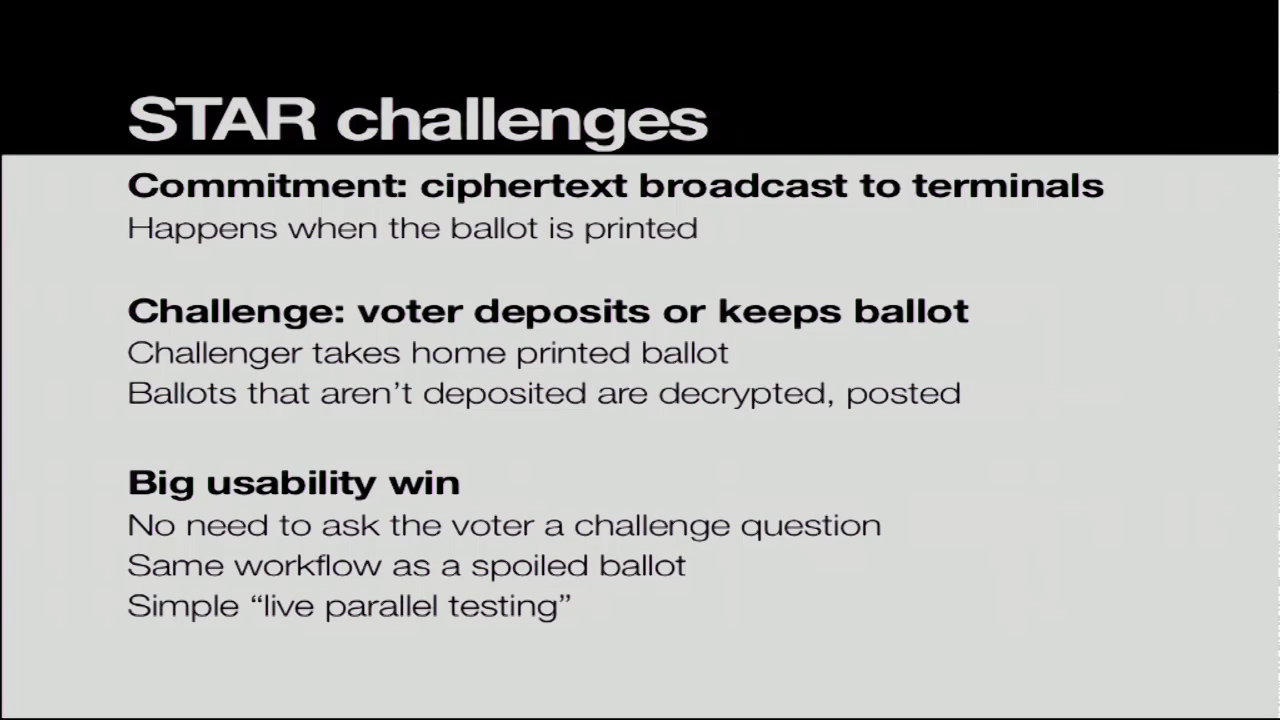 STAR challenges
Commitment: ciphertext broadcast to terminals
Happens when the ballot is printed
Challenge: voter deposits or keeps ballot
Challenger takes home printed ballot
Ballots that aren’t deposited are decrypted, posted
Big usability win
No need to ask the voter a challenge question
Same workflow as a spoiled ballot
Simple “live parallel testing”